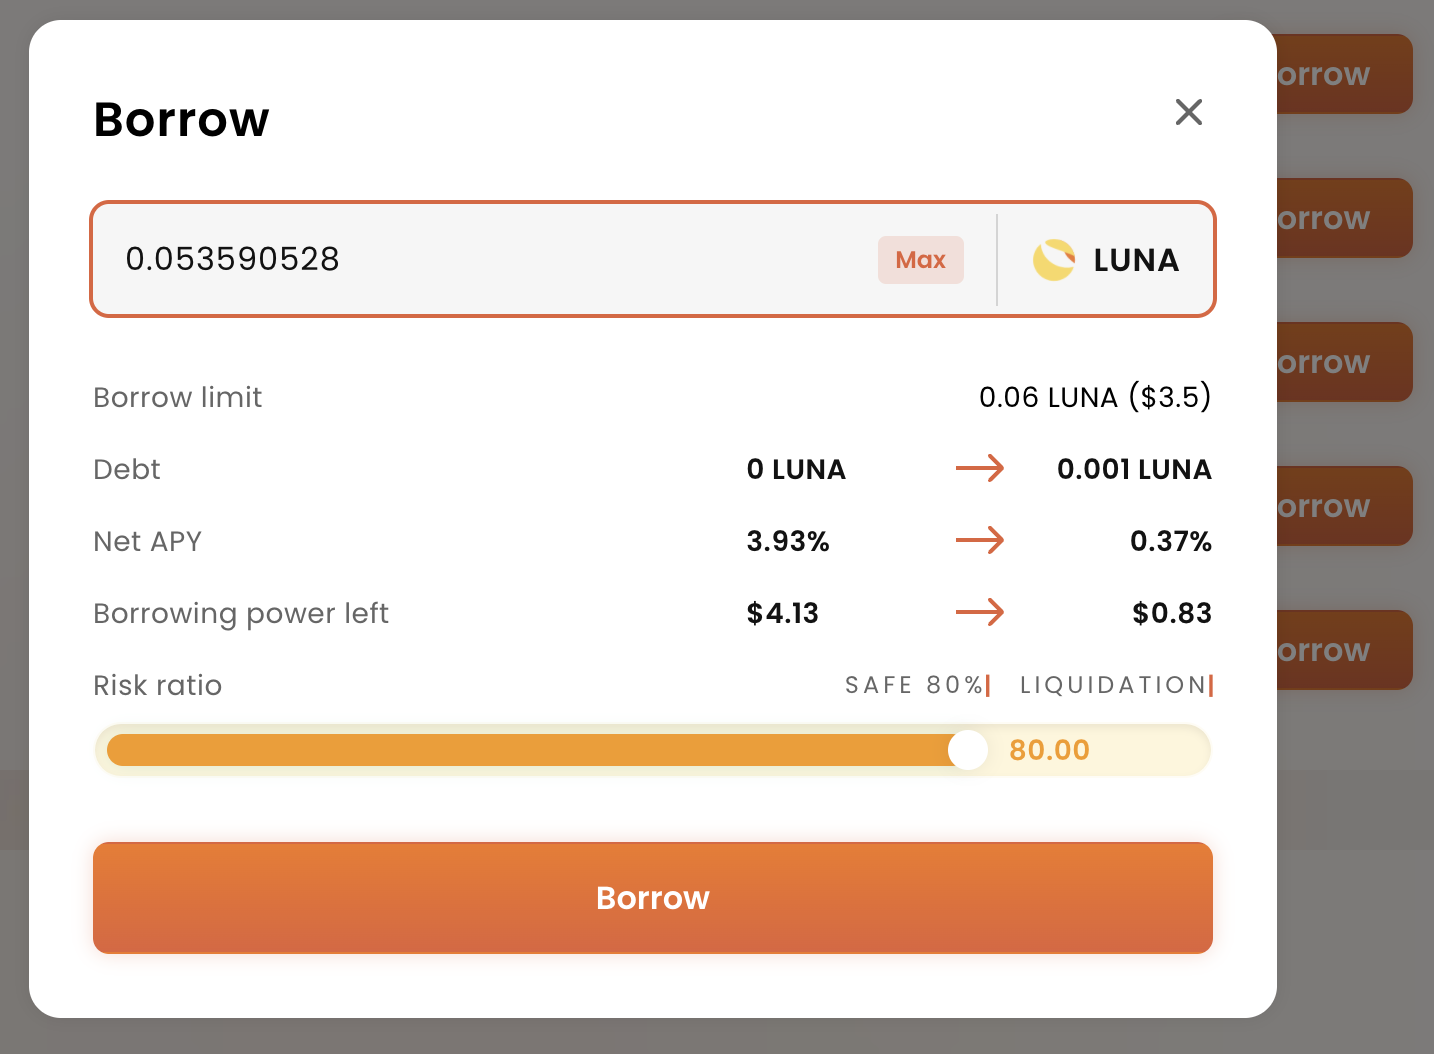 Borrow
0.053590528 Max LUNA
Borrow limit 0.06 LUNA ($3.5)
Debt 0 LUNA → 0.001 LUNA
Net APY 3.93% → 0.37%
Borrowing power left $4.13 → $0.83
Risk ratio SAFE 80%| LIQUIDATION|
80.00
Borrow
orrow
orrow
orrow
orrow
orrow